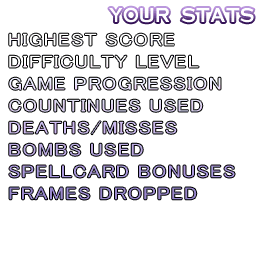 YOUR STATS
HIGHEST SCORE
DIFFICULTY LEVEL
GAME PROGRESSION
COUNTINUES USED
DEATHS/MISSES
BOMBS USED
SPELLCARD BONUSES
FRAMES DROPPED